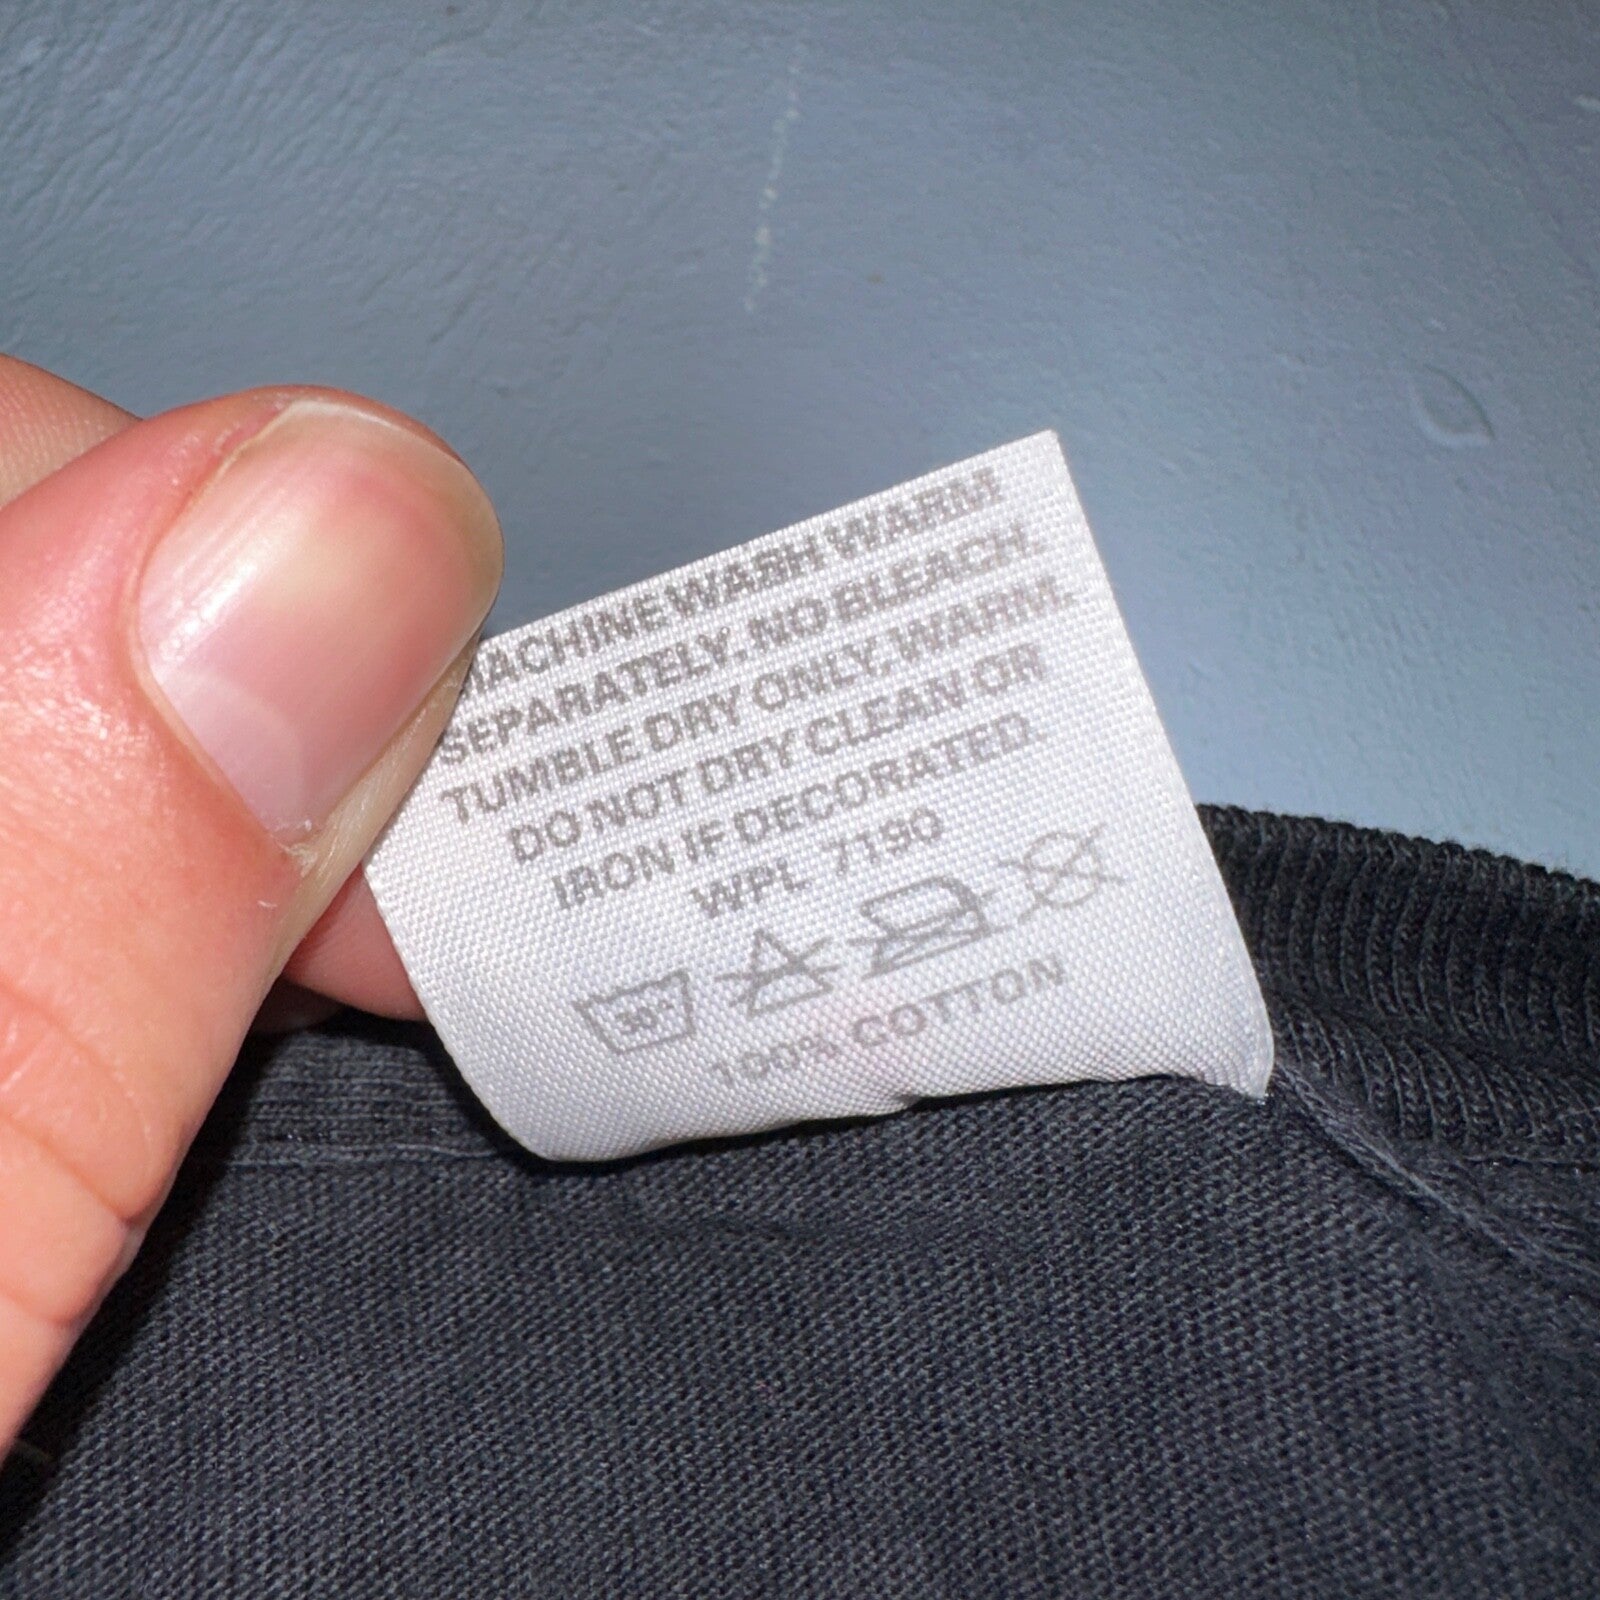 MACHINE WASH WARM
SEPARATELY. NO BLEACH.
TUMBLE DRY ONLY. WARM.
DO NOT DRY CLEAN OR
IRON IF DECORATED.
WPL 7190
30°
100% COTTON